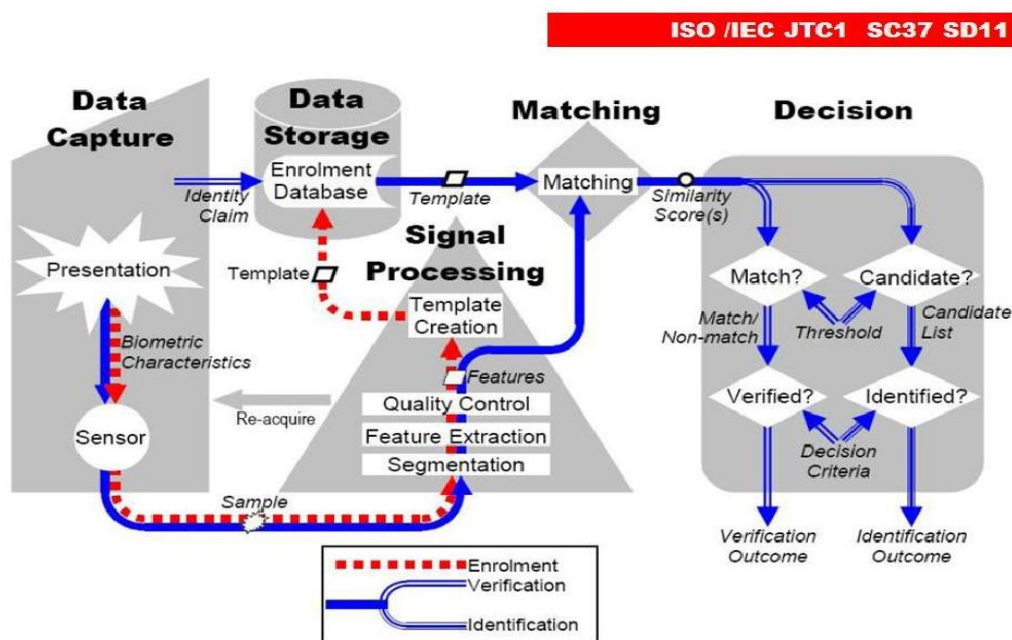 ISO /IEC JTC1 SC37 SD11
Data
Capture
Data
Storage
Matching
Decision
Enrolment
Database
Identity
Claim
Template
Matching
Similarity
Score(s)
Signal
Processing
Presentation
Template
Template
Creation
Match?
Candidate?
Biometric
Characteristics
Match/
Non-match
Threshold
Candidate
List
Features
Quality Control
Re-acquire
Verified?
Identified?
Sensor
Feature Extraction
Segmentation
Decision
Criteria
Sample
Verification
Outcome
Identification
Outcome
Enrolment
Verification
Identification